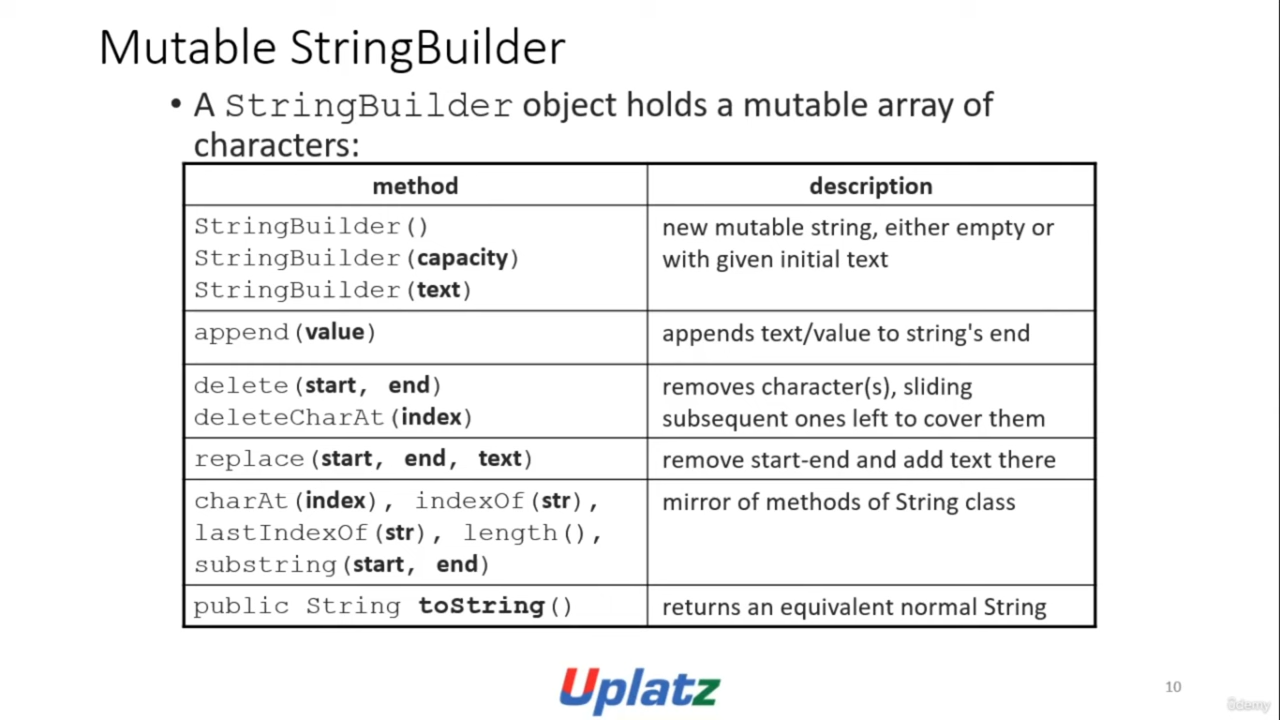 Mutable StringBuilder
• A StringBuilder object holds a mutable array of
characters:
method description
StringBuilder() new mutable string, either empty or
StringBuilder(capacity) with given initial text
StringBuilder(text)
append(value) appends text/value to string's end
delete(start, end) removes character(s), sliding
deleteCharAt(index) subsequent ones left to cover them
replace(start, end, text) remove start-end and add text there
charAt(index), indexOf(str), mirror of methods of String class
lastIndexOf(str), length(),
substring(start, end)
public String toString() returns an equivalent normal String
Uplatz
10
ûdemy